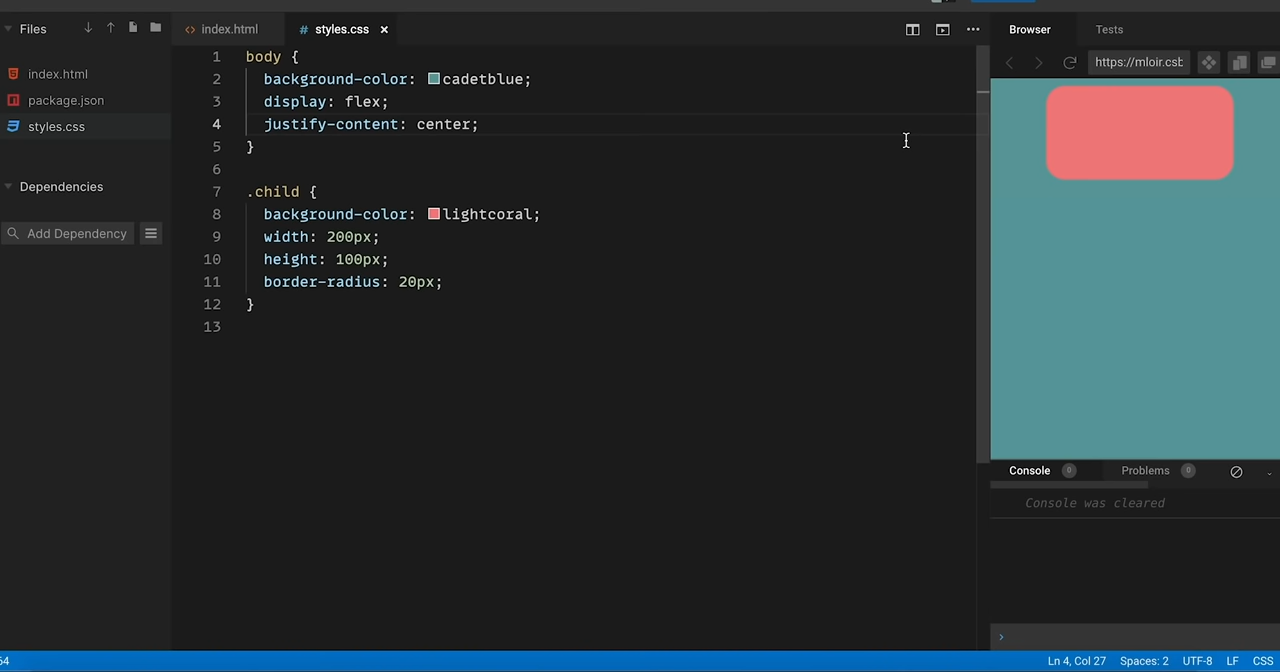 Files
index.html
styles.css
Browser
Tests
https://mloir.csb
index.html
package.json
styles.css
Dependencies
Add Dependency
1 body {
2 background-color: cadetblue;
3 display: flex;
4 justify-content: center;
5 }
6
7 .child {
8 background-color: lightcoral;
9 width: 200px;
10 height: 100px;
11 border-radius: 20px;
12 }
13
Console 0
Problems 0
Console was cleared
64
Ln 4, Col 27
Spaces: 2
UTF-8
LF
CSS